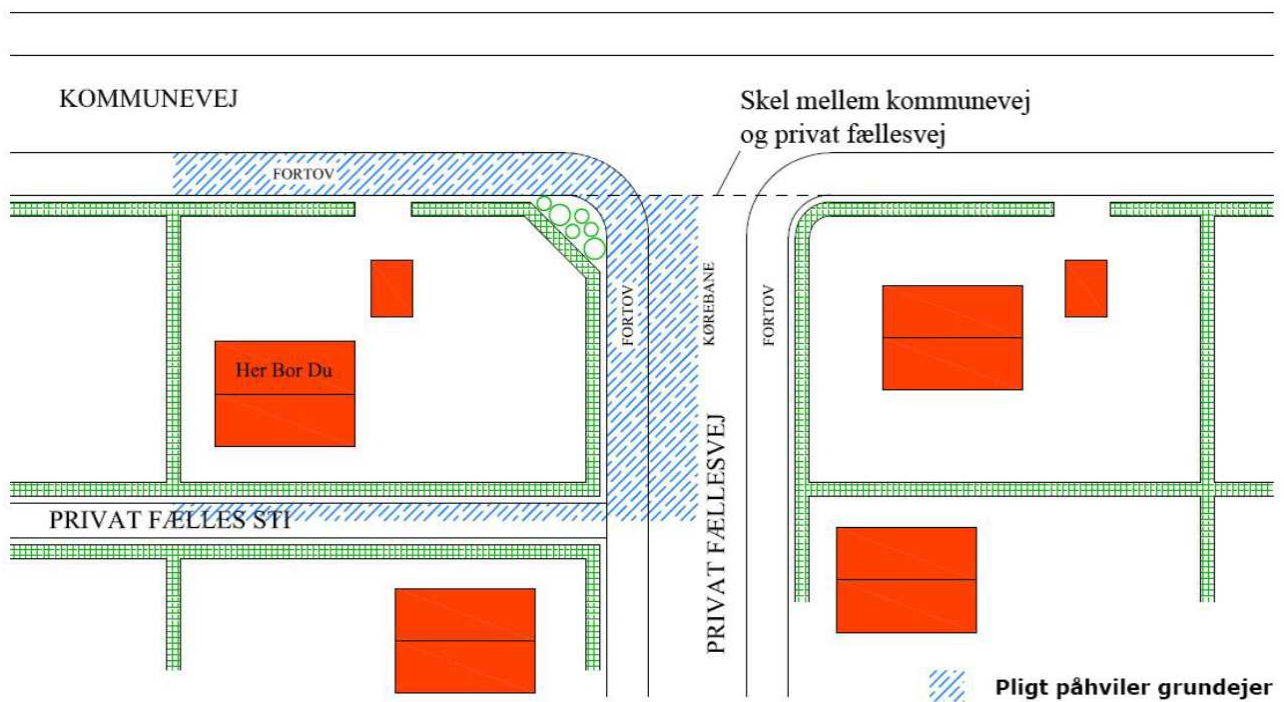 KOMMUNEVEJ
Skel mellem kommunevej
og privat fællesvej
FORTOV
FORTOV
KØREBANE
FORTOV
Her Bor Du
PRIVAT FÆLLESVEJ
PRIVAT FÆLLES STI
Pligt påhviler grundejer